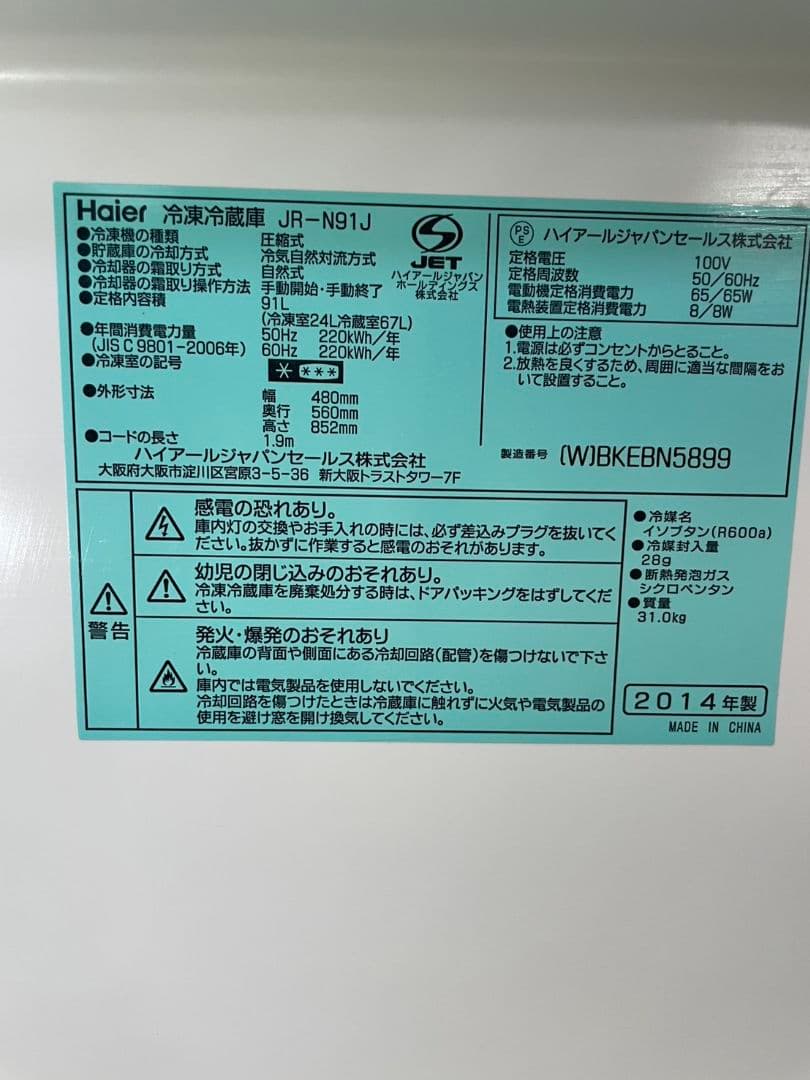 Haier 冷凍冷蔵庫 JR-N91J
●冷凍機の種類 圧縮式
●貯蔵庫の冷却方式 冷気自然対流方式
●冷却器の霜取り方式 自然式
●冷却器の霜取り操作方法 手動開始・手動終了
●定格内容積 91L
(冷凍室24L冷蔵室67L)
●年間消費電力量 50Hz 220kWh/年
(JIS C 9801-2006年) 60Hz 220kWh/年
●冷凍室の記号
●外形寸法 幅 480mm
奥行 560mm
高さ 852mm
●コードの長さ 1.9m
ハイアールジャパンセールス株式会社
大阪府大阪市淀川区宮原3-5-36 新大阪トラストタワー7F
S
JET
ハイアールジャパン
ホールディングス
株式会社
PSE ハイアールジャパンセールス株式会社
定格電圧 100V
定格周波数 50/60Hz
電動機定格消費電力 65/65W
電熱装置定格消費電力 8/8W
●使用上の注意
1.電源は必ずコンセントからとること。
2.放熱を良くするため、周囲に適当な間隔をお
いて設置すること。
製造番号 (W)BKEBN5899
警告
感電の恐れあり。
庫内灯の交換やお手入れの時には、必ず差込みプラグを抜いてく
ださい。抜かずに作業すると感電のおそれがあります。
幼児の閉じ込みのおそれあり。
冷凍冷蔵庫を廃棄処分する時は、ドアパッキングをはずしてくだ
さい。
発火・爆発のおそれあり
冷蔵庫の背面や側面にある冷却回路(配管)を傷つけないで下さ
い。
庫内では電気製品を使用しないでください。
冷却回路を傷つけたときは冷蔵庫に触れずに火気や電気製品の
使用を避け窓を開け換気してください。
●冷媒名
イソブタン(R600a)
●冷媒封入量
28g
●断熱発泡ガス
シクロペンタン
●質量
31.0kg
2014年製
MADE IN CHINA